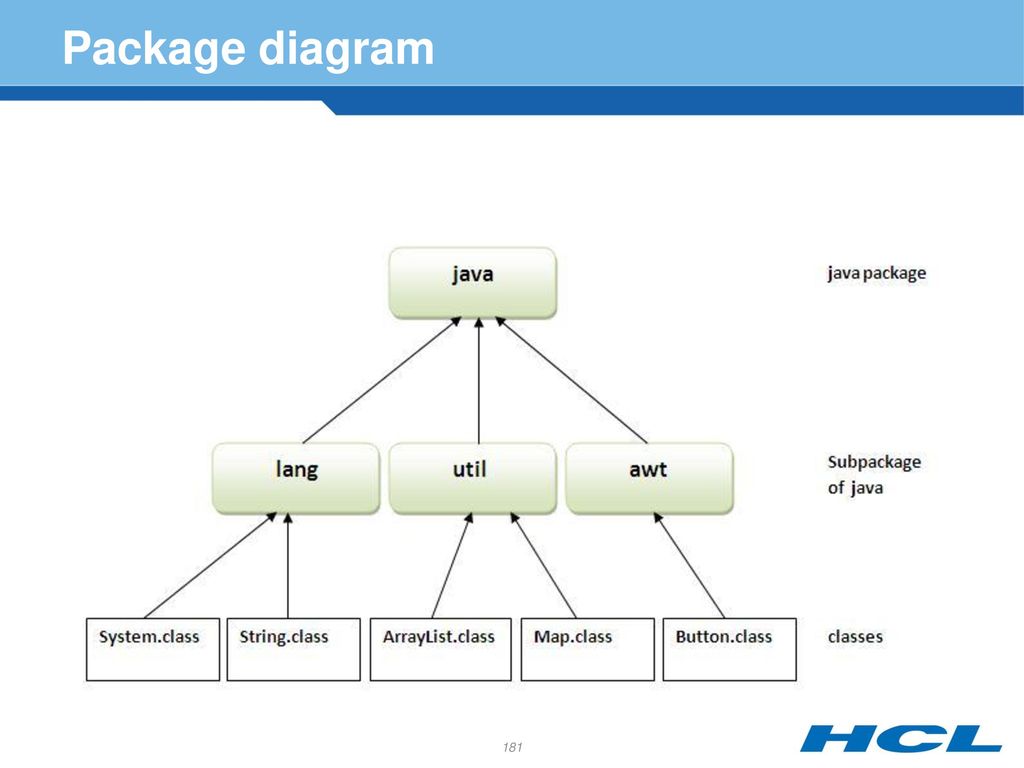 Package diagram
java
java package
lang
util
awt
Subpackage
of java
System.class
String.class
ArrayList.class
Map.class
Button.class
classes
181
HCL